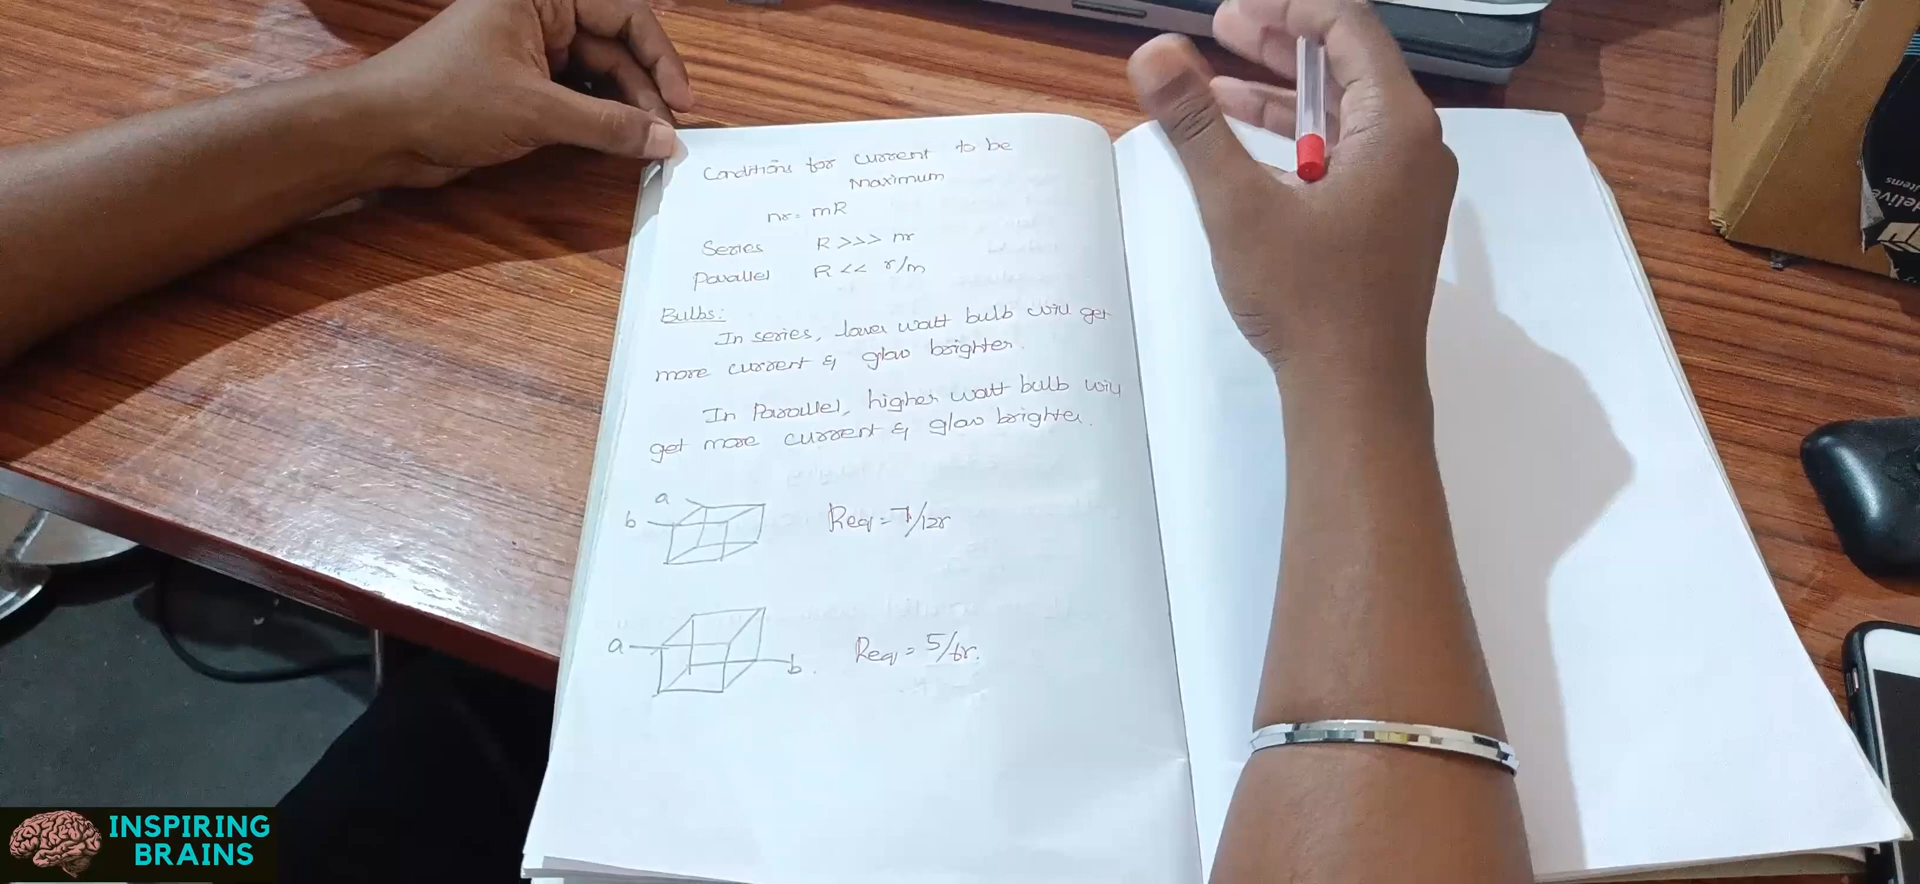 Conditions for current to be
Maximum
nr = mR
Series R >>> nr
Parallel R << r/m
Bulbs:
In series, lower watt bulb will get
more current & glow brighter.
In Parallel, higher watt bulb will
get more current & glow brighter.
a
b
Req = 7/12r
a
b.
Req = 5/6r.
delive
items
INSPIRING
BRAINS